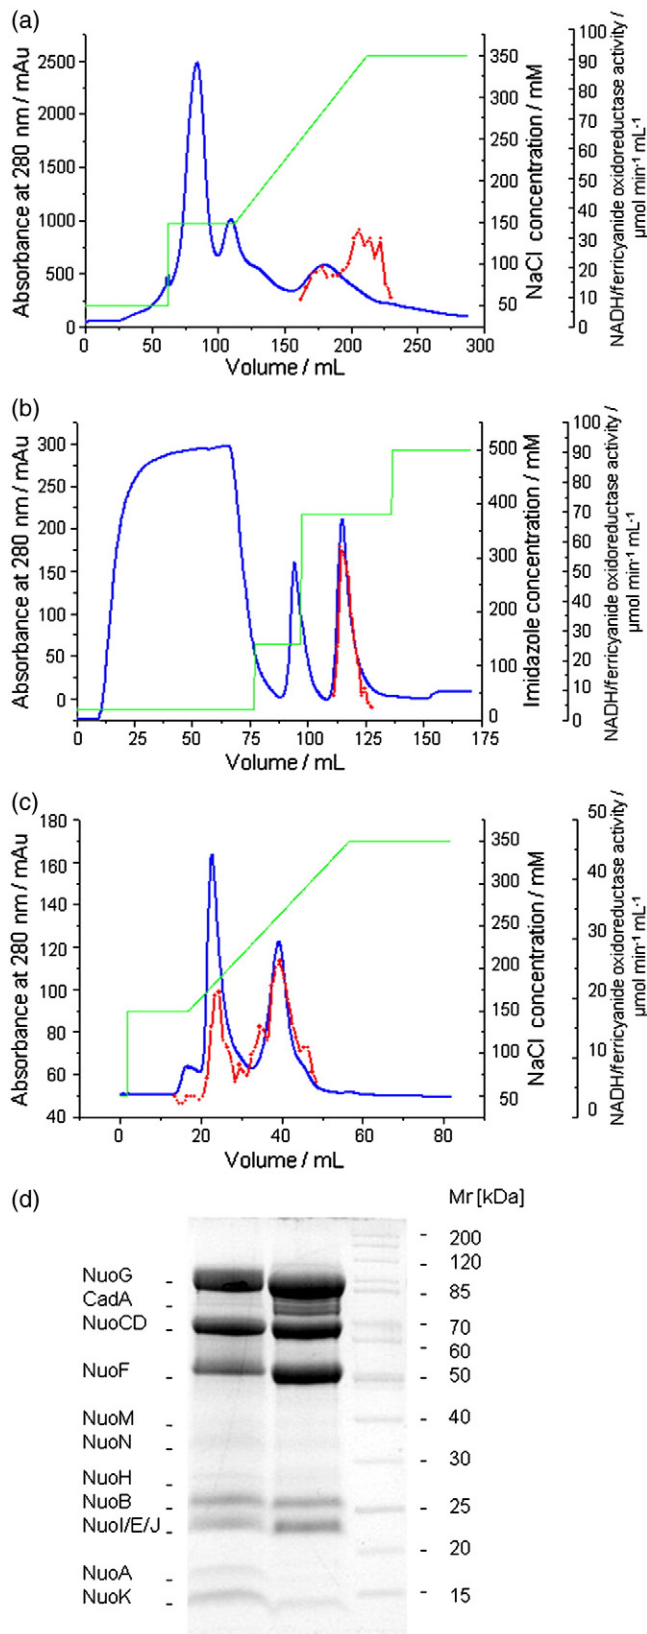 (a)
Absorbance at 280 nm / mAu
2500
2000
1500
1000
500
0
0 50 100 150 200 250 300
Volume / mL
350
300
250
200
150
100
50
NaCl concentration / mM
100
90
80
70
60
50
40
30
20
10
0
NADH/ferricyanide oxidoreductase activity /
µmol min⁻¹ mL⁻¹
(b)
Absorbance at 280 nm / mAu
300
250
200
150
100
50
0
0 25 50 75 100 125 150 175
Volume / mL
500
400
300
200
100
0
Imidazole concentration / mM
100
90
80
70
60
50
40
30
20
10
0
NADH/ferricyanide oxidoreductase activity /
µmol min⁻¹ mL⁻¹
(c)
Absorbance at 280 nm / mAu
180
160
140
120
100
80
60
40
0 20 40 60 80
Volume / mL
350
300
250
200
150
100
50
NaCl concentration / mM
50
40
30
20
10
0
NADH/ferricyanide oxidoreductase activity /
µmol min⁻¹ mL⁻¹
(d)
Mr [kDa]
NuoG
CadA
NuoCD
NuoF
NuoM
NuoN
NuoH
NuoB
NuoI/E/J
NuoA
NuoK
200
120
85
70
60
50
40
30
25
20
15